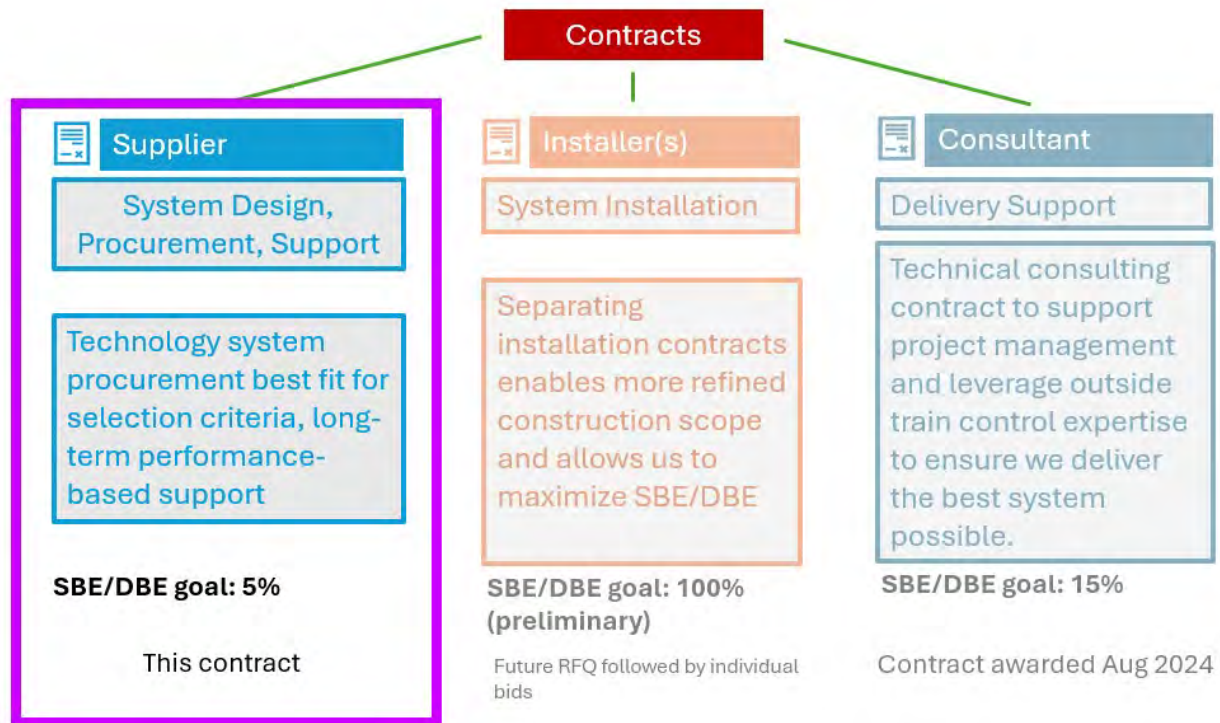 Contracts
Supplier
System Design,
Procurement, Support
Technology system
procurement best fit for
selection criteria, long-
term performance-
based support
SBE/DBE goal: 5%
This contract
Installer(s)
System Installation
Separating
installation contracts
enables more refined
construction scope
and allows us to
maximize SBE/DBE
SBE/DBE goal: 100%
(preliminary)
Future RFQ followed by individual
bids
Consultant
Delivery Support
Technical consulting
contract to support
project management
and leverage outside
train control expertise
to ensure we deliver
the best system
possible.
SBE/DBE goal: 15%
Contract awarded Aug 2024